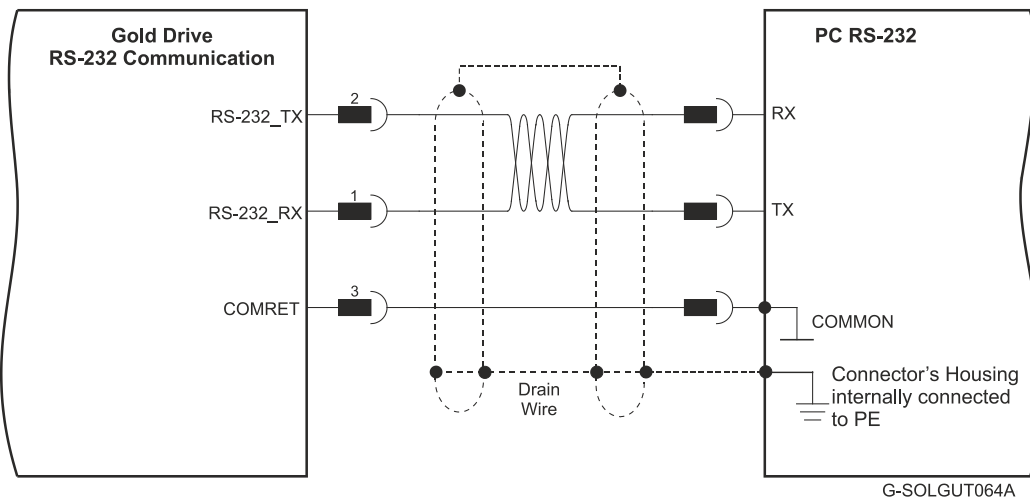 Gold Drive
RS-232 Communication
PC RS-232
2
RS-232_TX
RX
1
RS-232_RX
TX
3
COMRET
COMMON
Drain
Wire
Connector's Housing
internally connected
to PE
G-SOLGUT064A